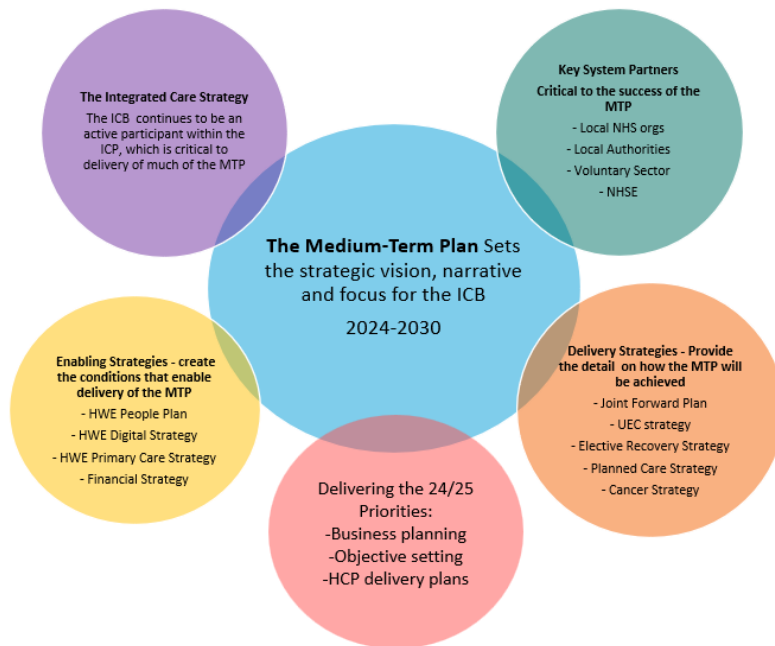 The Integrated Care Strategy
The ICB continues to be an
active participant within the
ICP, which is critical to
delivery of much of the MTP
Key System Partners
Critical to the success of the
MTP
- Local NHS orgs
- Local Authorities
- Voluntary Sector
- NHSE
The Medium-Term Plan Sets
the strategic vision, narrative
and focus for the ICB
2024-2030
Enabling Strategies - create
the conditions that enable
delivery of the MTP
- HWE People Plan
- HWE Digital Strategy
- HWE Primary Care Strategy
- Financial Strategy
Delivery Strategies - Provide
the detail on how the MTP will
be achieved
- Joint Forward Plan
- UEC strategy
- Elective Recovery Strategy
- Planned Care Strategy
- Cancer Strategy
Delivering the 24/25
Priorities:
-Business planning
-Objective setting
-HCP delivery plans